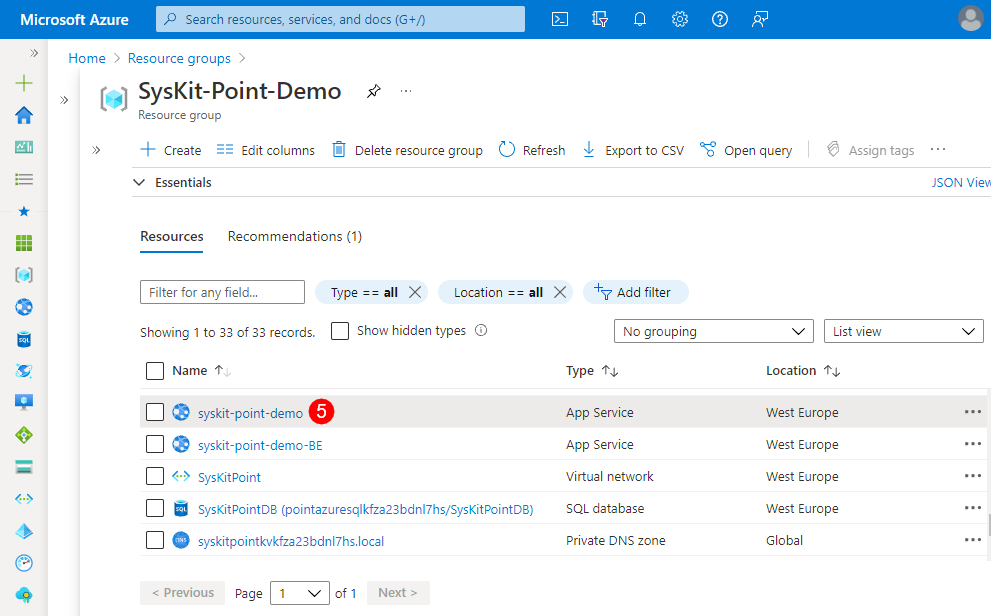 Microsoft Azure
Search resources, services, and docs (G+/)
Home > Resource groups >
SysKit-Point-Demo
Resource group
Create Edit columns Delete resource group Refresh Export to CSV Open query Assign tags
Essentials JSON View
Resources Recommendations (1)
Filter for any field... Type == all Location == all Add filter
Showing 1 to 33 of 33 records. Show hidden types No grouping List view
Name Type Location
syskit-point-demo 5 App Service West Europe
syskit-point-demo-BE App Service West Europe
SysKitPoint Virtual network West Europe
SQL SysKitPointDB (pointazuresqlkfza23bdnl7hs/SysKitPointDB) SQL database West Europe
DNS syskitpointkvkfza23bdnl7hs.local Private DNS zone Global
< Previous Page 1 of 1 Next >